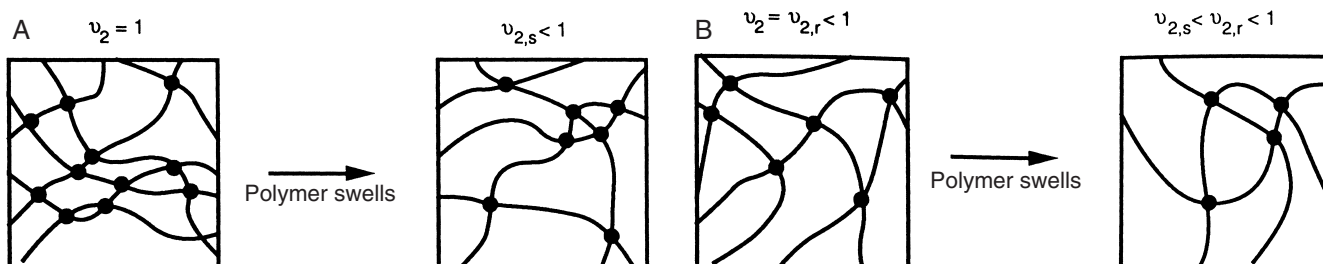 A
υ₂ = 1
υ₂,ₛ < 1
Polymer swells
B
υ₂ = υ₂,ᵣ < 1
υ₂,ₛ < υ₂,ᵣ < 1
Polymer swells